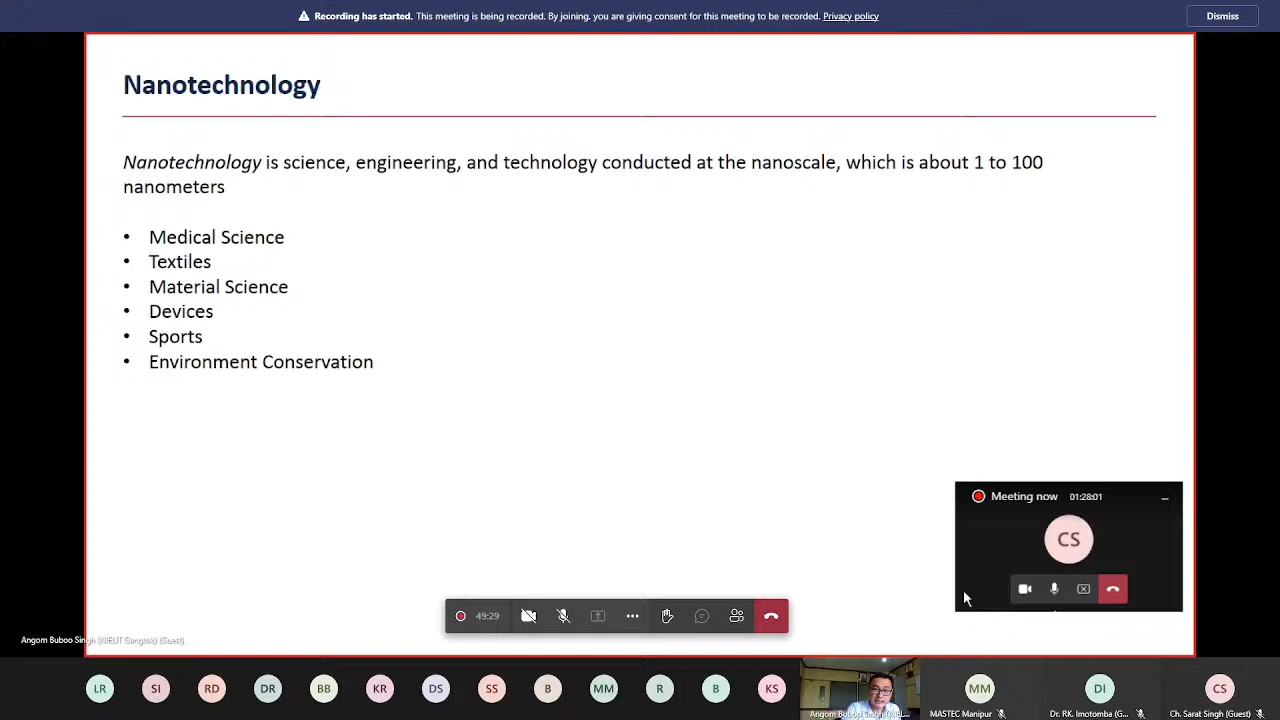 Recording has started. This meeting is being recorded. By joining, you are giving consent for this meeting to be recorded. Privacy policy
Dismiss
Nanotechnology
Nanotechnology is science, engineering, and technology conducted at the nanoscale, which is about 1 to 100
nanometers
• Medical Science
• Textiles
• Material Science
• Devices
• Sports
• Environment Conservation
Meeting now 01:28:01
CS
49:29
Angom Buboo Singh (NIELIT Gangtok) (Guest)
LR SI RD DR BB KR DS SS B MM R B KS MM DI CS
Angom Buboo Singh (NIEL... MASTEC Manipur Dr. RK. Imotomba (G... Ch. Sarat Singh (Guest)